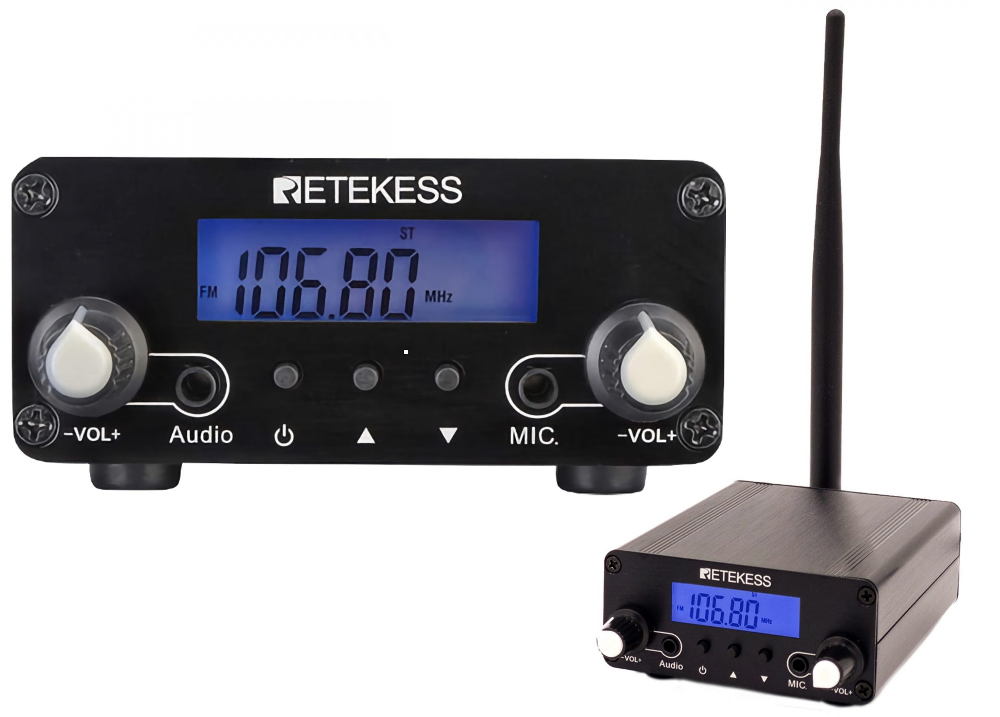 RETEKESS
ST
FM 106.80 MHz
-VOL+ Audio ⏻ ▲ ▼ MIC. -VOL+
RETEKESS
ST
FM 106.80 MHz
-VOL+ Audio ⏻ ▲ ▼ MIC. -VOL+